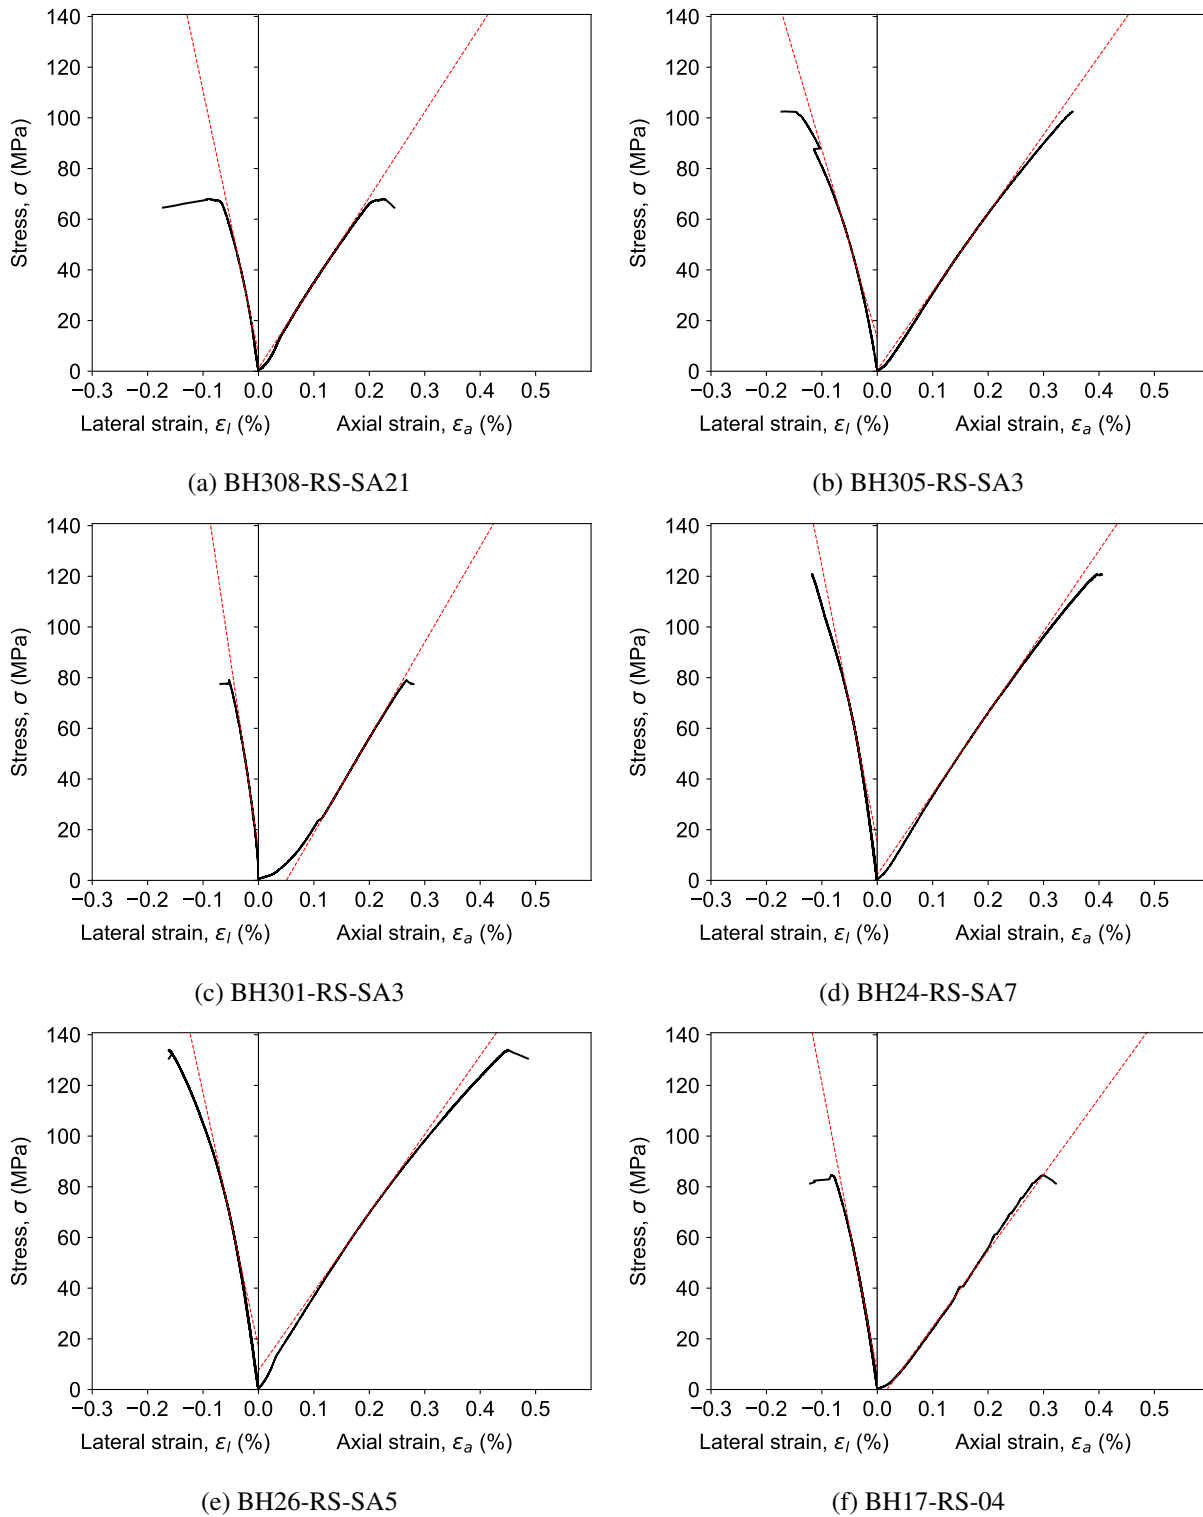 140
120
100
80
60
40
20
0
Stress, σ (MPa)
−0.3 −0.2 −0.1 0.0 0.1 0.2 0.3 0.4 0.5
Lateral strain, εl (%) Axial strain, εa (%)
(a) BH308-RS-SA21
140
120
100
80
60
40
20
0
Stress, σ (MPa)
−0.3 −0.2 −0.1 0.0 0.1 0.2 0.3 0.4 0.5
Lateral strain, εl (%) Axial strain, εa (%)
(b) BH305-RS-SA3
140
120
100
80
60
40
20
0
Stress, σ (MPa)
−0.3 −0.2 −0.1 0.0 0.1 0.2 0.3 0.4 0.5
Lateral strain, εl (%) Axial strain, εa (%)
(c) BH301-RS-SA3
140
120
100
80
60
40
20
0
Stress, σ (MPa)
−0.3 −0.2 −0.1 0.0 0.1 0.2 0.3 0.4 0.5
Lateral strain, εl (%) Axial strain, εa (%)
(d) BH24-RS-SA7
140
120
100
80
60
40
20
0
Stress, σ (MPa)
−0.3 −0.2 −0.1 0.0 0.1 0.2 0.3 0.4 0.5
Lateral strain, εl (%) Axial strain, εa (%)
(e) BH26-RS-SA5
140
120
100
80
60
40
20
0
Stress, σ (MPa)
−0.3 −0.2 −0.1 0.0 0.1 0.2 0.3 0.4 0.5
Lateral strain, εl (%) Axial strain, εa (%)
(f) BH17-RS-04